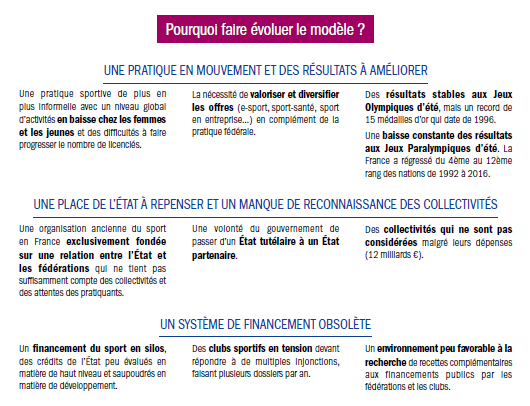 Pourquoi faire évoluer le modèle ?
UNE PRATIQUE EN MOUVEMENT ET DES RÉSULTATS À AMÉLIORER
Une pratique sportive de plus en
plus informelle avec un niveau global
d'activités en baisse chez les femmes
et les jeunes et des difficultés à faire
progresser le nombre de licenciés.
La nécessité de valoriser et diversifier
les offres (e-sport, sport-santé, sport
en entreprise...) en complément de la
pratique fédérale.
Des résultats stables aux Jeux
Olympiques d'été, mais un record de
15 médailles d'or qui date de 1996.
Une baisse constante des résultats
aux Jeux Paralympiques d'été. La
France a régressé du 4ème au 12ème
rang des nations de 1992 à 2016.
UNE PLACE DE L'ÉTAT À REPENSER ET UN MANQUE DE RECONNAISSANCE DES COLLECTIVITÉS
Une organisation ancienne du sport
en France exclusivement fondée
sur une relation entre l'État et
les fédérations qui ne tient pas
suffisamment compte des collectivités et
des attentes des pratiquants.
Une volonté du gouvernement de
passer d'un État tutélaire à un État
partenaire.
Des collectivités qui ne sont pas
considérées malgré leurs dépenses
(12 milliards €).
UN SYSTÈME DE FINANCEMENT OBSOLÈTE
Un financement du sport en silos,
des crédits de l'État peu évalués en
matière de haut niveau et saupoudrés en
matière de développement.
Des clubs sportifs en tension devant
répondre à de multiples injonctions,
faisant plusieurs dossiers par an.
Un environnement peu favorable à la
recherche de recettes complémentaires
aux financements publics par les
fédérations et les clubs.